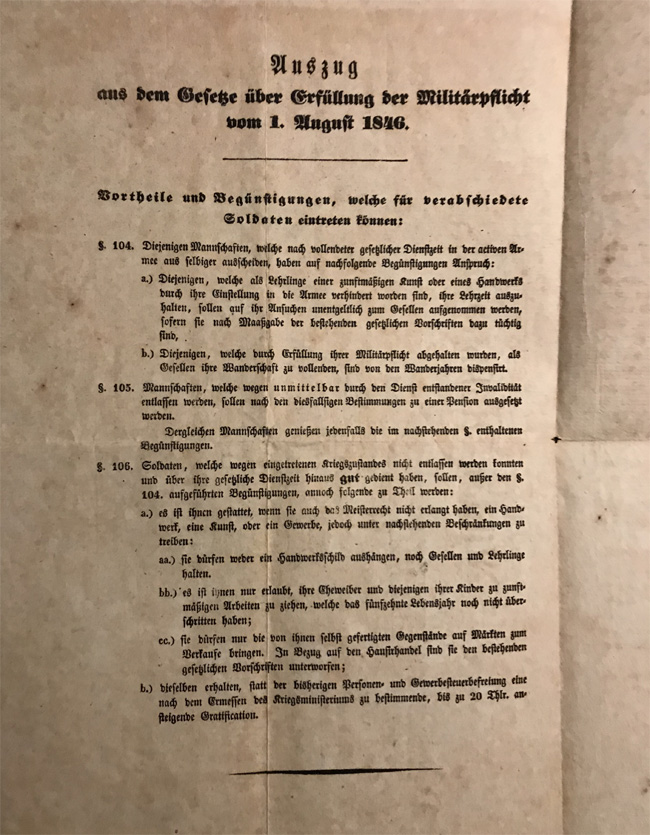 Auszug
aus dem Gesetze über Erfüllung der Militärpflicht
vom 1. August 1846.
Vortheile und Begünstigungen, welche für verabschiedete
Soldaten eintreten können:
§. 104. Diejenigen Mannschaften, welche nach vollendeter gesetzlicher Dienstzeit in der activen Ar-
mee aus selbiger ausscheiden, haben auf nachfolgende Begünstigungen Anspruch:
a.) Diejenigen, welche als Lehrlinge einer zunftmäßigen Kunst oder eines Handwerks
durch ihre Einstellung in die Armee verhindert worden sind, ihre Lehrzeit auszu-
halten, sollen auf ihr Ansuchen unentgeltlich zum Gesellen aufgenommen werden,
sofern sie nach Maaßgabe der bestehenden gesetzlichen Vorschriften dazu tüchtig
sind,
b.) Diejenigen, welche durch Erfüllung ihrer Militärpflicht abgehalten wurden, als
Gesellen ihre Wanderschaft zu vollenden, sind von den Wanderjahren dispensirt.
§. 105. Mannschaften, welche wegen unmittelbar durch den Dienst entstandener Invalidität
entlassen werden, sollen nach den diesfallsigen Bestimmungen zu einer Pension ausgesetzt
werden.
Dergleichen Mannschaften genießen jedenfalls die im nachstehenden §. enthaltenen
Begünstigungen.
§. 106. Soldaten, welche wegen eingetretenen Kriegszustandes nicht entlassen werden konnten
und über ihre gesetzliche Dienstzeit hinaus gut gedient haben, sollen, außer den §.
104. aufgeführten Begünstigungen, annoch folgende zu Theil werden:
a.) es ist ihnen gestattet, wenn sie auch das Meisterrecht nicht erlangt haben, ein Hand-
werk, eine Kunst, oder ein Gewerbe, jedoch unter nachstehenden Beschränkungen zu
treiben:
aa.) sie dürfen weder ein Handwerksschild aushängen, noch Gesellen und Lehrlinge
halten.
bb.) es ist ihnen nur erlaubt, ihre Eheweiber und diejenigen ihrer Kinder zu zunft-
mäßigen Arbeiten zu ziehen, welche das fünfzehnte Lebensjahr noch nicht über-
schritten haben;
cc.) sie dürfen nur die von ihnen selbst gefertigten Gegenstände auf Märkten zum
Verkaufe bringen. In Bezug auf den Hausirhandel sind sie den bestehenden
gesetzlichen Vorschriften unterworfen;
b.) dieselben erhalten, statt der bisherigen Personen- und Gewerbesteuerbefreiung eine
nach dem Ermessen des Kriegsministeriums zu bestimmende, bis zu 20 Thlr. an-
steigende Gratification.